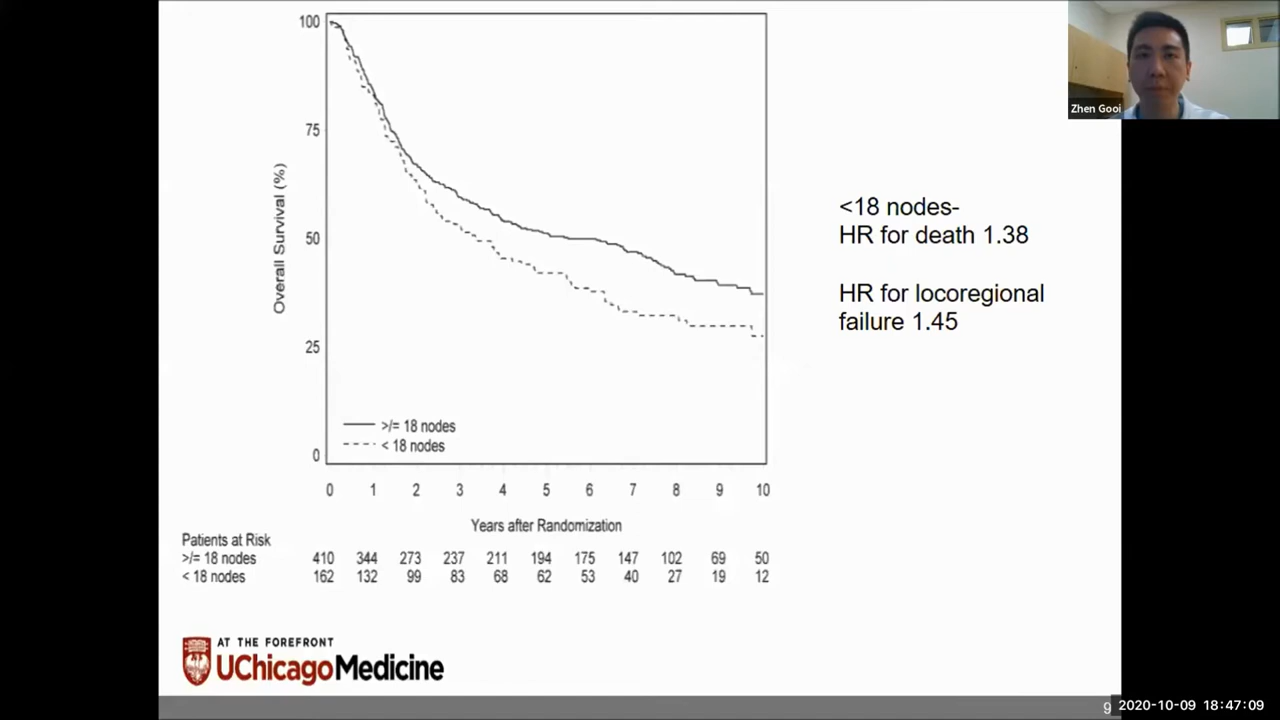 Zhen Gooi
100
75
50
25
0
Overall Survival (%)
>/= 18 nodes
< 18 nodes
0 1 2 3 4 5 6 7 8 9 10
Years after Randomization
Patients at Risk
>/= 18 nodes 410 344 273 237 211 194 175 147 102 69 50
< 18 nodes 162 132 99 83 68 62 53 40 27 19 12
<18 nodes-
HR for death 1.38
HR for locoregional
failure 1.45
AT THE FOREFRONT
UChicagoMedicine
9
2020-10-09 18:47:09